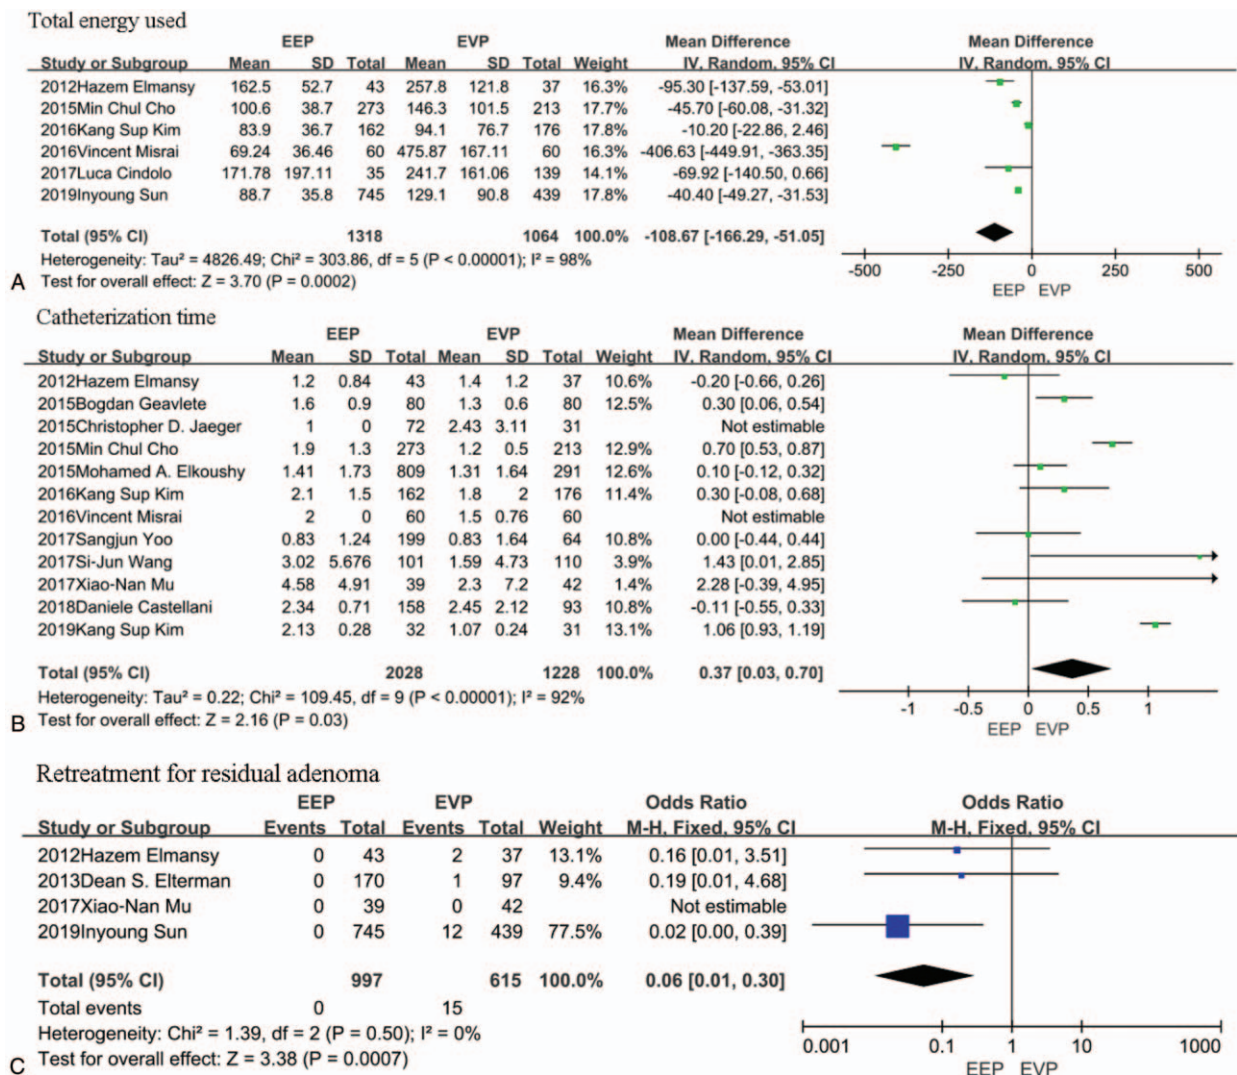 Total energy used
EEP EVP Mean Difference Mean Difference
Study or Subgroup Mean SD Total Mean SD Total Weight IV, Random, 95% CI IV, Random, 95% CI
2012Hazem Elmansy 162.5 52.7 43 257.8 121.8 37 16.3% -95.30 [-137.59, -53.01]
2015Min Chul Cho 100.6 38.7 273 146.3 101.5 213 17.7% -45.70 [-60.08, -31.32]
2016Kang Sup Kim 83.9 36.7 162 94.1 76.7 176 17.8% -10.20 [-22.86, 2.46]
2016Vincent Misrai 69.24 36.46 60 475.87 167.11 60 16.3% -406.63 [-449.91, -363.35]
2017Luca Cindolo 171.78 197.11 35 241.7 161.06 139 14.1% -69.92 [-140.50, 0.66]
2019Inyoung Sun 88.7 35.8 745 129.1 90.8 439 17.8% -40.40 [-49.27, -31.53]
Total (95% CI) 1318 1064 100.0% -108.67 [-166.29, -51.05]
Heterogeneity: Tau² = 4826.49; Chi² = 303.86, df = 5 (P < 0.00001); I² = 98%
Test for overall effect: Z = 3.70 (P = 0.0002)
-500 -250 0 250 500
EEP EVP
A
Catheterization time
EEP EVP Mean Difference Mean Difference
Study or Subgroup Mean SD Total Mean SD Total Weight IV, Random, 95% CI IV, Random, 95% CI
2012Hazem Elmansy 1.2 0.84 43 1.4 1.2 37 10.6% -0.20 [-0.66, 0.26]
2015Bogdan Geavlete 1.6 0.9 80 1.3 0.6 80 12.5% 0.30 [0.06, 0.54]
2015Christopher D. Jaeger 1 0 72 2.43 3.11 31 Not estimable
2015Min Chul Cho 1.9 1.3 273 1.2 0.5 213 12.9% 0.70 [0.53, 0.87]
2015Mohamed A. Elkoushy 1.41 1.73 809 1.31 1.64 291 12.6% 0.10 [-0.12, 0.32]
2016Kang Sup Kim 2.1 1.5 162 1.8 2 176 11.4% 0.30 [-0.08, 0.68]
2016Vincent Misrai 2 0 60 1.5 0.76 60 Not estimable
2017Sangjun Yoo 0.83 1.24 199 0.83 1.64 64 10.8% 0.00 [-0.44, 0.44]
2017Si-Jun Wang 3.02 5.676 101 1.59 4.73 110 3.9% 1.43 [0.01, 2.85]
2017Xiao-Nan Mu 4.58 4.91 39 2.3 7.2 42 1.4% 2.28 [-0.39, 4.95]
2018Daniele Castellani 2.34 0.71 158 2.45 2.12 93 10.8% -0.11 [-0.55, 0.33]
2019Kang Sup Kim 2.13 0.28 32 1.07 0.24 31 13.1% 1.06 [0.93, 1.19]
Total (95% CI) 2028 1228 100.0% 0.37 [0.03, 0.70]
Heterogeneity: Tau² = 0.22; Chi² = 109.45, df = 9 (P < 0.00001); I² = 92%
Test for overall effect: Z = 2.16 (P = 0.03)
-1 -0.5 0 0.5 1
EEP EVP
B
Retreatment for residual adenoma
EEP EVP Odds Ratio Odds Ratio
Study or Subgroup Events Total Events Total Weight M-H, Fixed, 95% CI M-H, Fixed, 95% CI
2012Hazem Elmansy 0 43 2 37 13.1% 0.16 [0.01, 3.51]
2013Dean S. Elterman 0 170 1 97 9.4% 0.19 [0.01, 4.68]
2017Xiao-Nan Mu 0 39 0 42 Not estimable
2019Inyoung Sun 0 745 12 439 77.5% 0.02 [0.00, 0.39]
Total (95% CI) 997 615 100.0% 0.06 [0.01, 0.30]
Total events 0 15
Heterogeneity: Chi² = 1.39, df = 2 (P = 0.50); I² = 0%
Test for overall effect: Z = 3.38 (P = 0.0007)
0.001 0.1 1 10 1000
EEP EVP
C